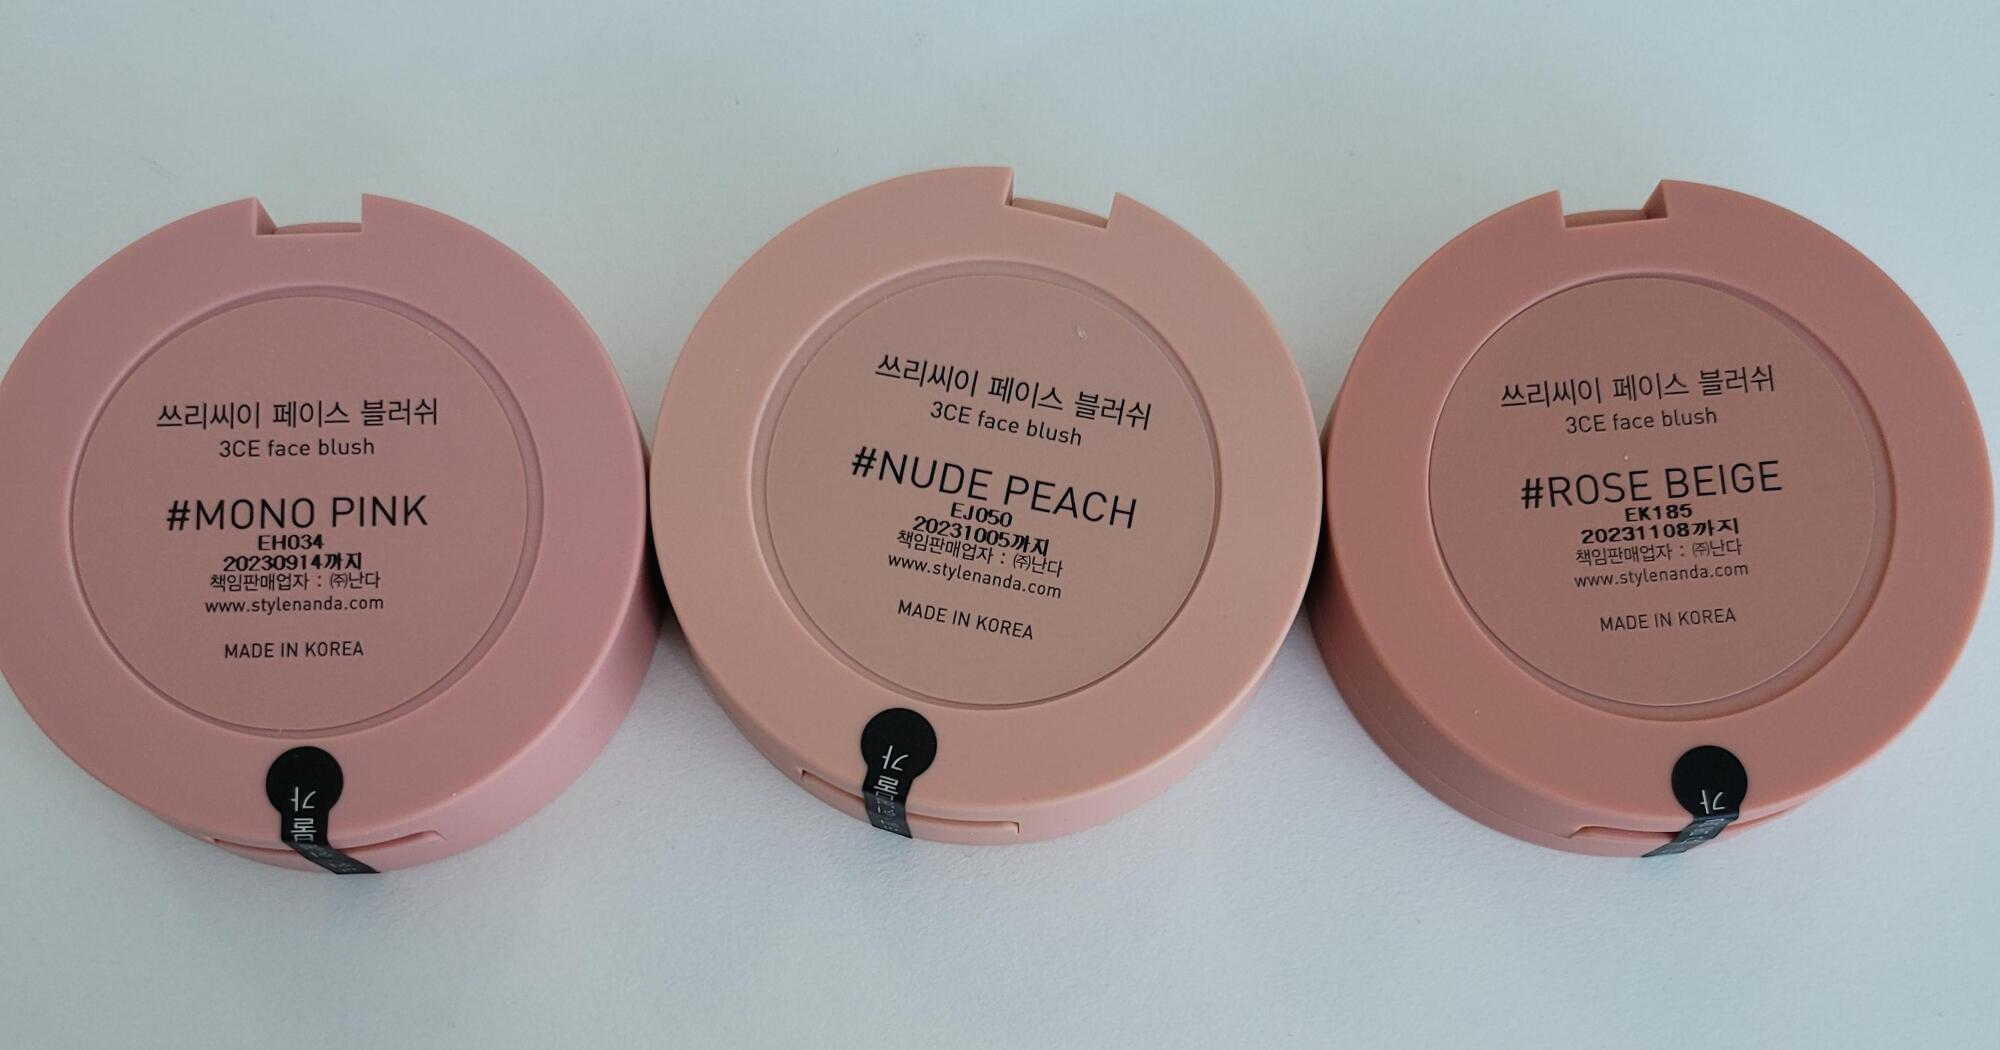 쓰리씨이 페이스 블러쉬
3CE face blush
#MONO PINK
EH034
20230914까지
책임판매업자 : ㈜난다
www.stylenanda.com
MADE IN KOREA
가
쓰리씨이 페이스 블러쉬
3CE face blush
#NUDE PEACH
EJ050
20231005까지
책임판매업자 : ㈜난다
www.stylenanda.com
MADE IN KOREA
가
쓰리씨이 페이스 블러쉬
3CE face blush
#ROSE BEIGE
EK185
20231108까지
책임판매업자 : ㈜난다
www.stylenanda.com
MADE IN KOREA
가